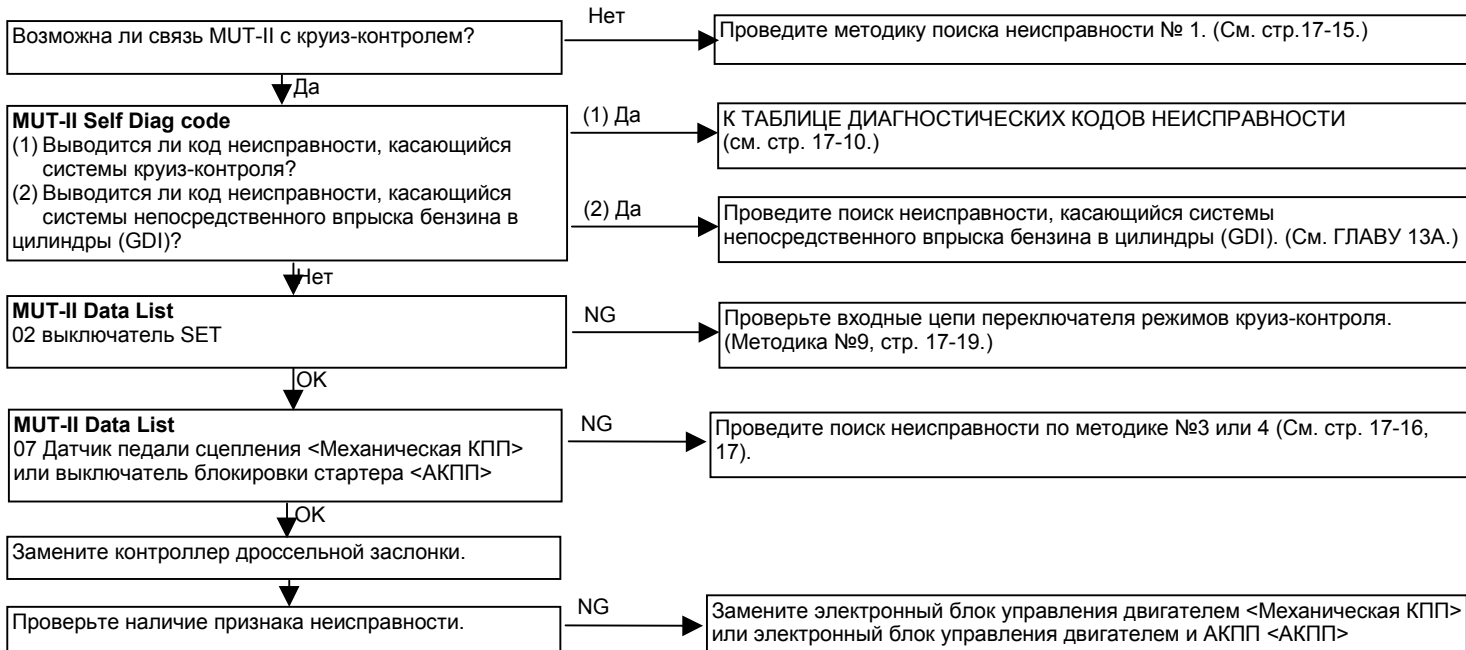 Возможна ли связь MUT-II с круиз-контролем?
Нет
Проведите методику поиска неисправности № 1. (См. стр.17-15.)
Да
MUT-II Self Diag code
(1) Выводится ли код неисправности, касающийся
системы круиз-контроля?
(2) Выводится ли код неисправности, касающийся
системы непосредственного впрыска бензина в
цилиндры (GDI)?
(1) Да
К ТАБЛИЦЕ ДИАГНОСТИЧЕСКИХ КОДОВ НЕИСПРАВНОСТИ
(см. стр. 17-10.)
(2) Да
Проведите поиск неисправности, касающийся системы
непосредственного впрыска бензина в цилиндры (GDI). (См. ГЛАВУ 13А.)
Нет
MUT-II Data List
02 выключатель SET
NG
Проверьте входные цепи переключателя режимов круиз-контроля.
(Методика №9, стр. 17-19.)
OK
MUT-II Data List
07 Датчик педали сцепления <Механическая КПП>
или выключатель блокировки стартера <АКПП>
NG
Проведите поиск неисправности по методике №3 или 4 (См. стр. 17-16,
17).
OK
Замените контроллер дроссельной заслонки.
Проверьте наличие признака неисправности.
NG
Замените электронный блок управления двигателем <Механическая КПП>
или электронный блок управления двигателем и АКПП <АКПП>